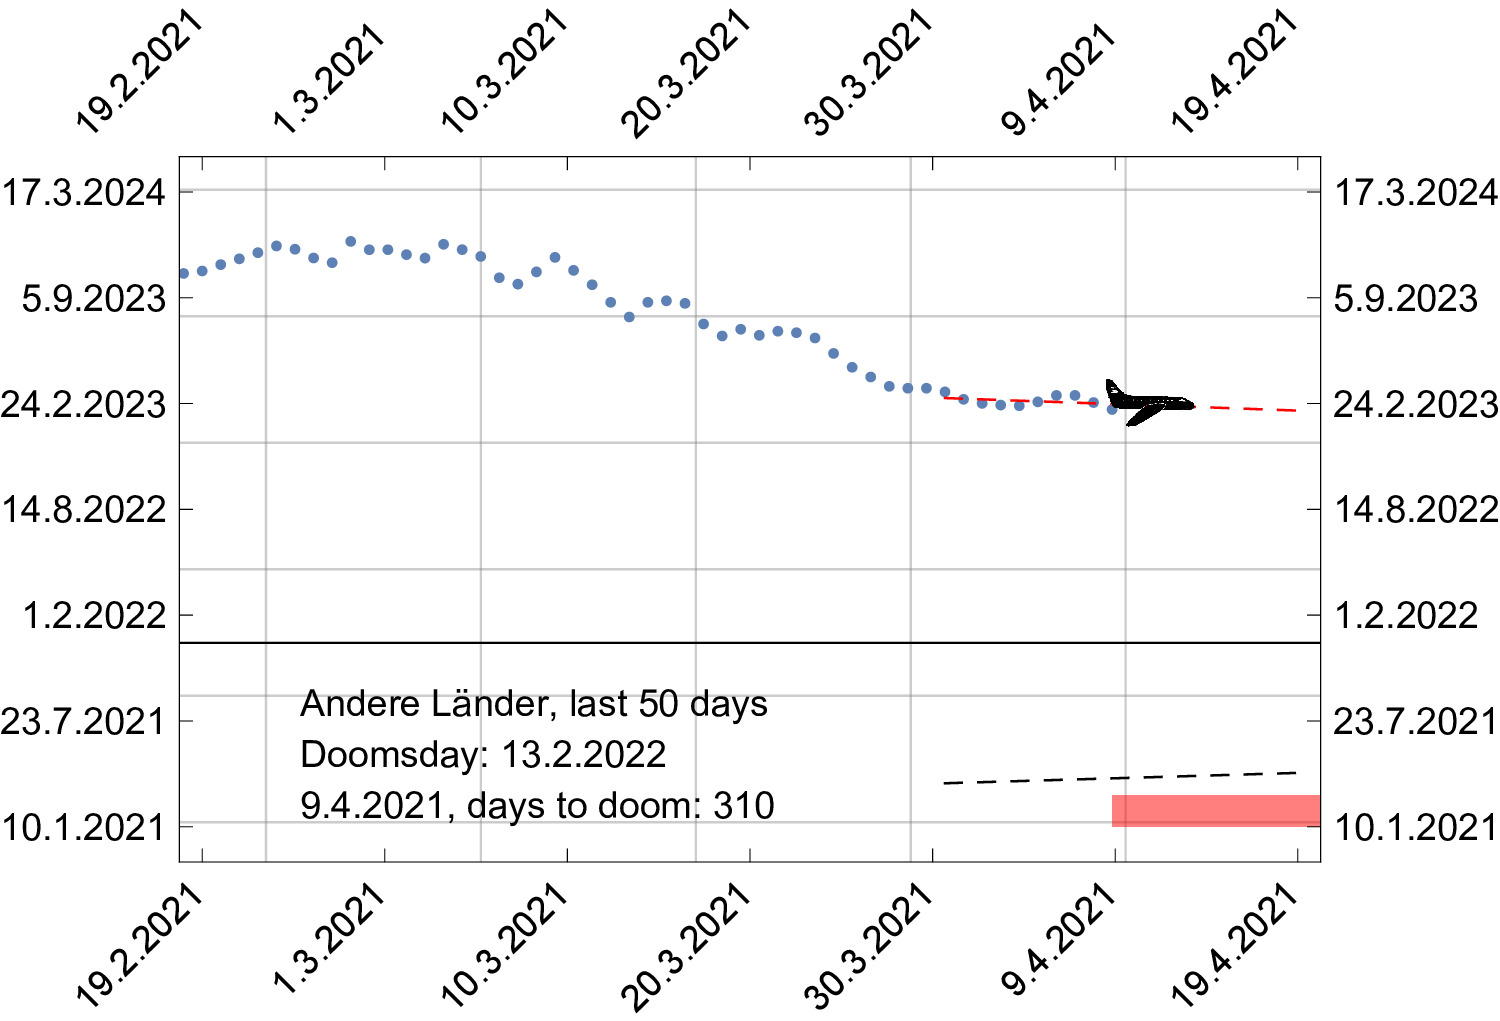 19.2.2021 1.3.2021 10.3.2021 20.3.2021 30.3.2021 9.4.2021 19.4.2021
17.3.2024 17.3.2024
5.9.2023 5.9.2023
24.2.2023 24.2.2023
14.8.2022 14.8.2022
1.2.2022 1.2.2022
Andere Länder, last 50 days
23.7.2021 23.7.2021
Doomsday: 13.2.2022
9.4.2021, days to doom: 310
10.1.2021 10.1.2021
19.2.2021 1.3.2021 10.3.2021 20.3.2021 30.3.2021 9.4.2021 19.4.2021